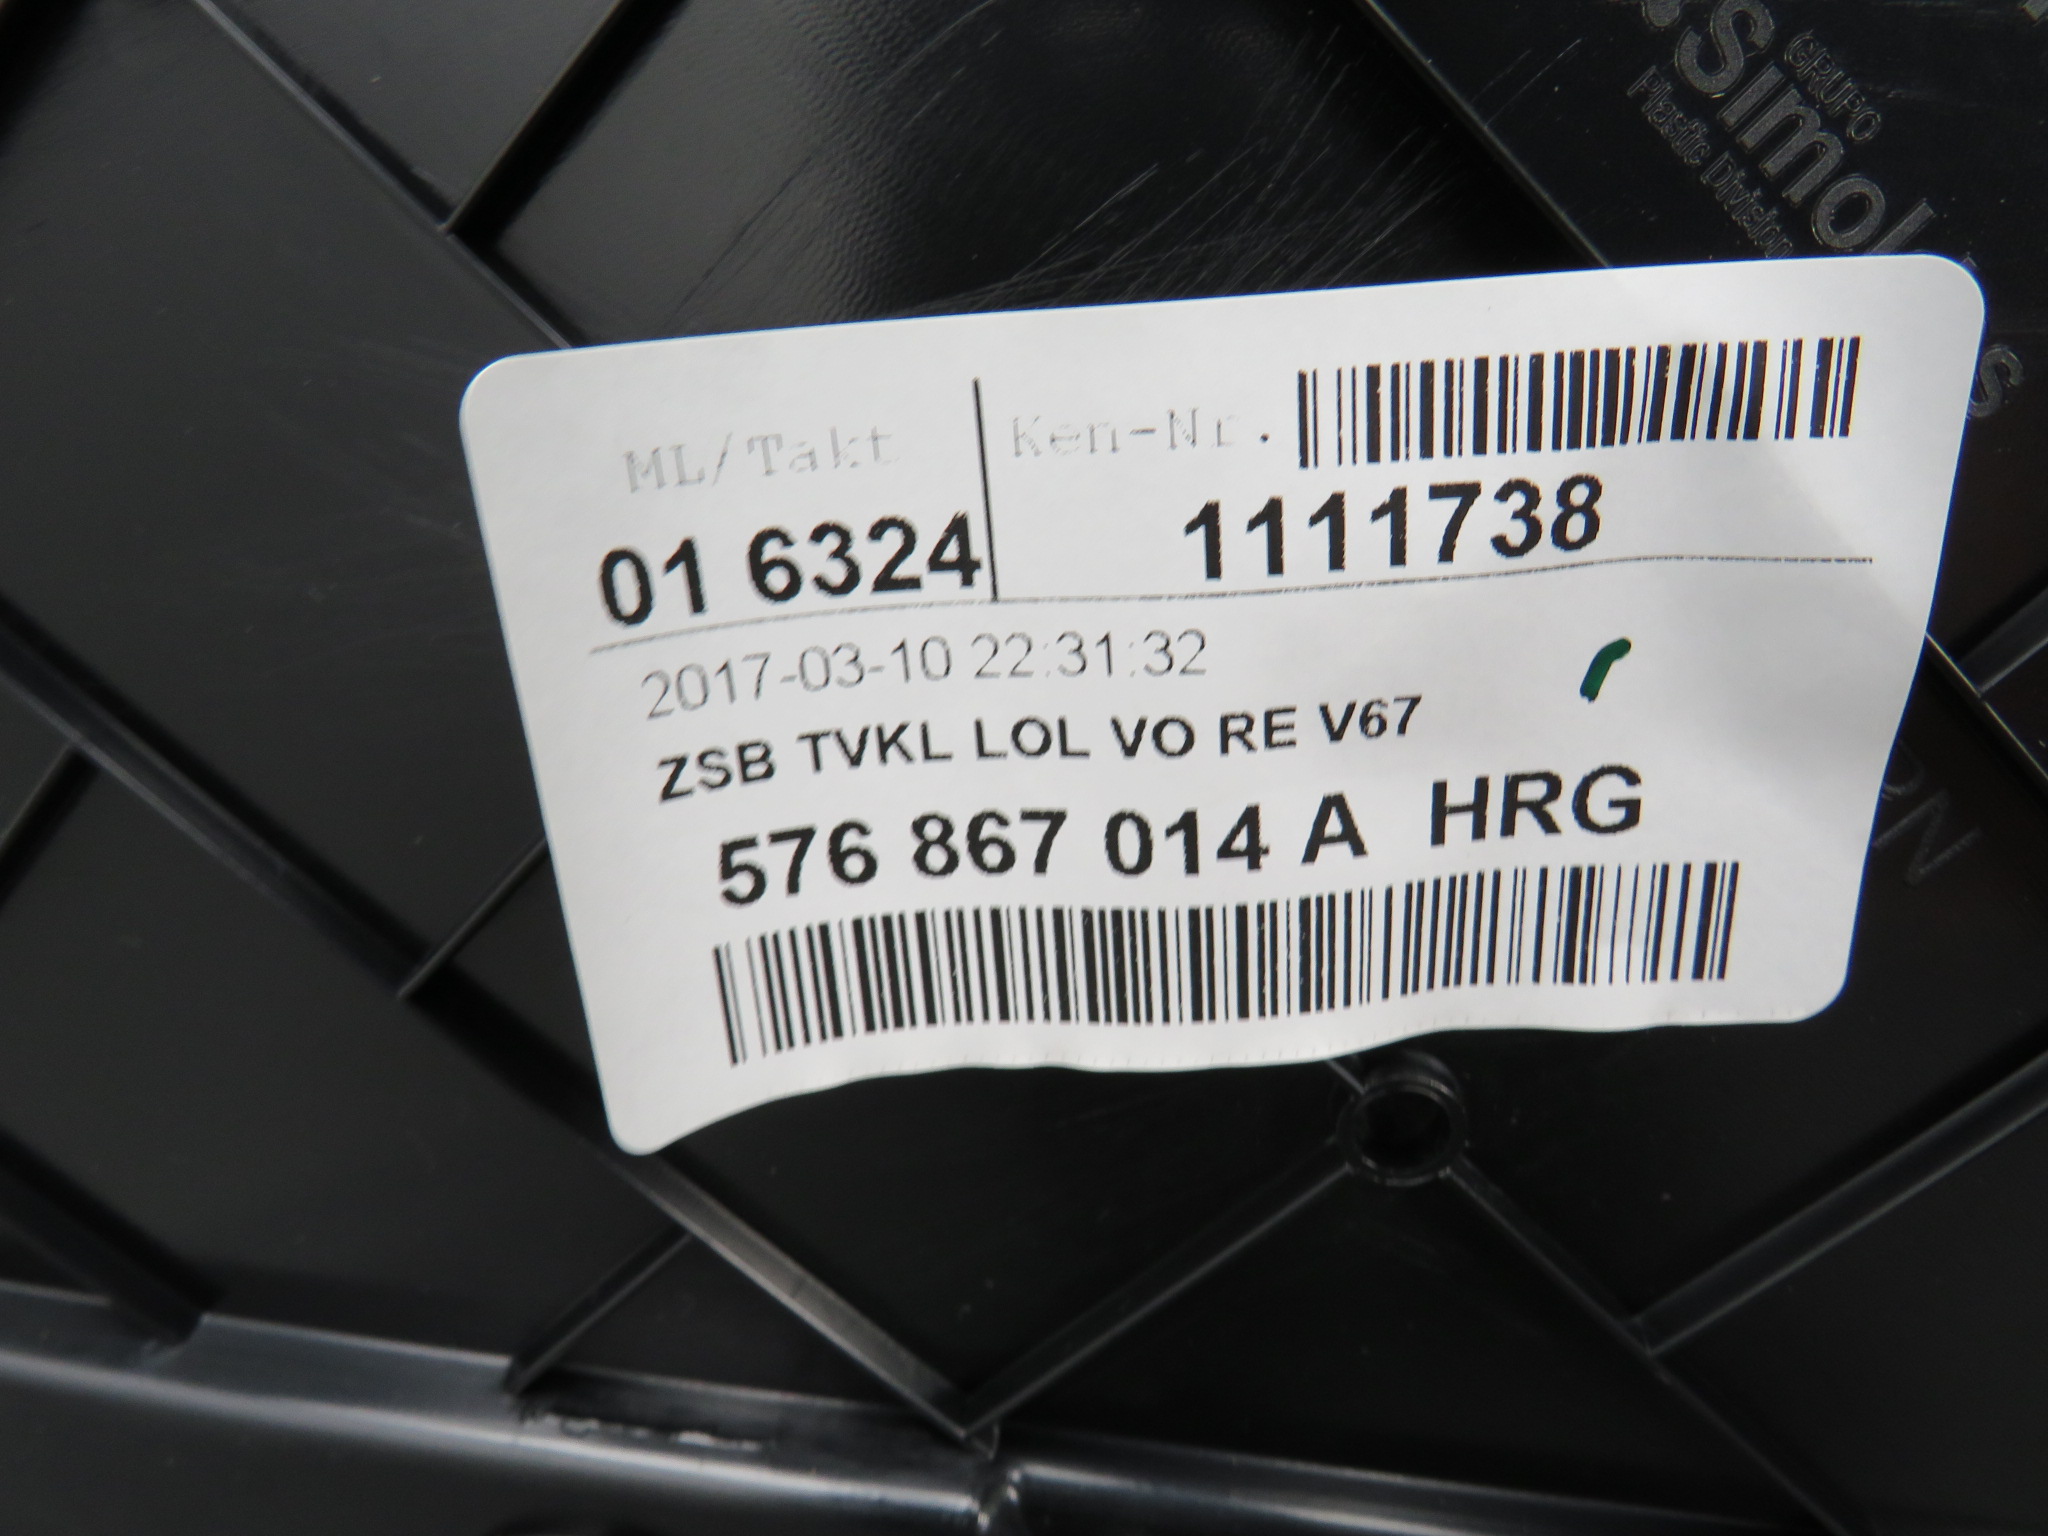 GRUPO
Simol s
Plastic Division
ML/Takt
Ken-Nr.
01 6324
1111738
2017-03-10 22:31:32
ZSB TVKL LOL VO RE V67
576 867 014 A HRG